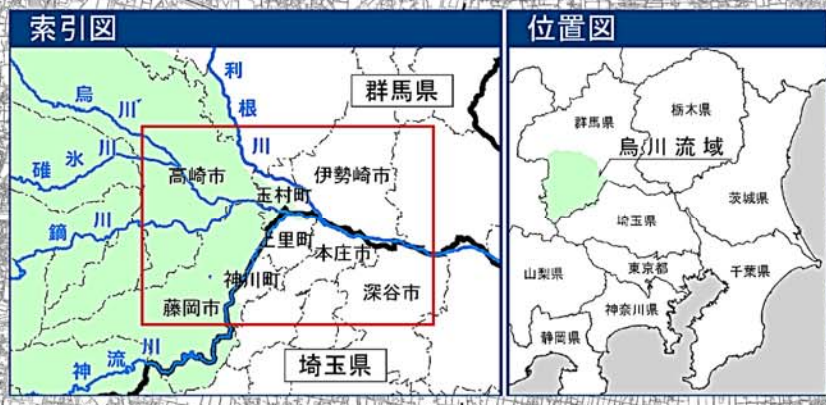 索引図
利根川
烏川
碓氷川
鏑川
神流川
群馬県
高崎市
伊勢崎市
玉村町
上里町
本庄市
神川町
深谷市
藤岡市
埼玉県
位置図
栃木県
群馬県
烏川流域
茨城県
埼玉県
山梨県
東京都
千葉県
神奈川県
静岡県